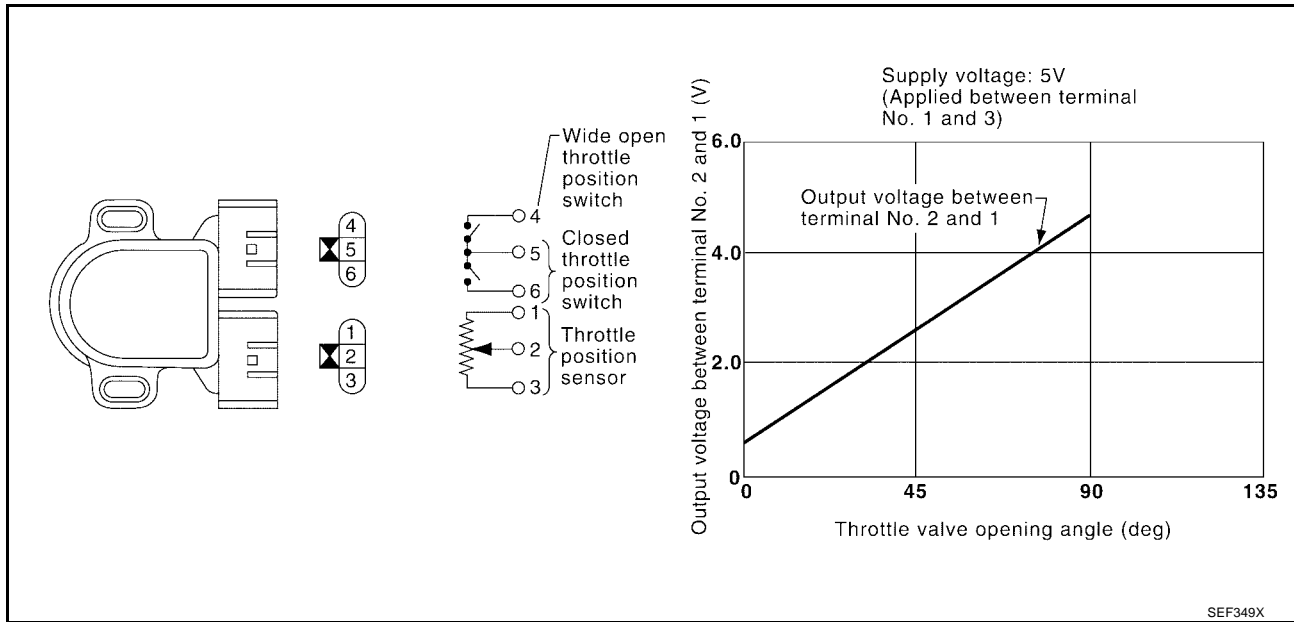 4
5
6
1
2
3
Wide open
throttle
position
switch
4
5
6
Closed
throttle
position
switch
1
2
3
Throttle
position
sensor
Supply voltage: 5V
(Applied between terminal
No. 1 and 3)
Output voltage between terminal No. 2 and 1 (V)
6.0
4.0
2.0
0
Output voltage between
terminal No. 2 and 1
0 45 90 135
Throttle valve opening angle (deg)
SEF349X